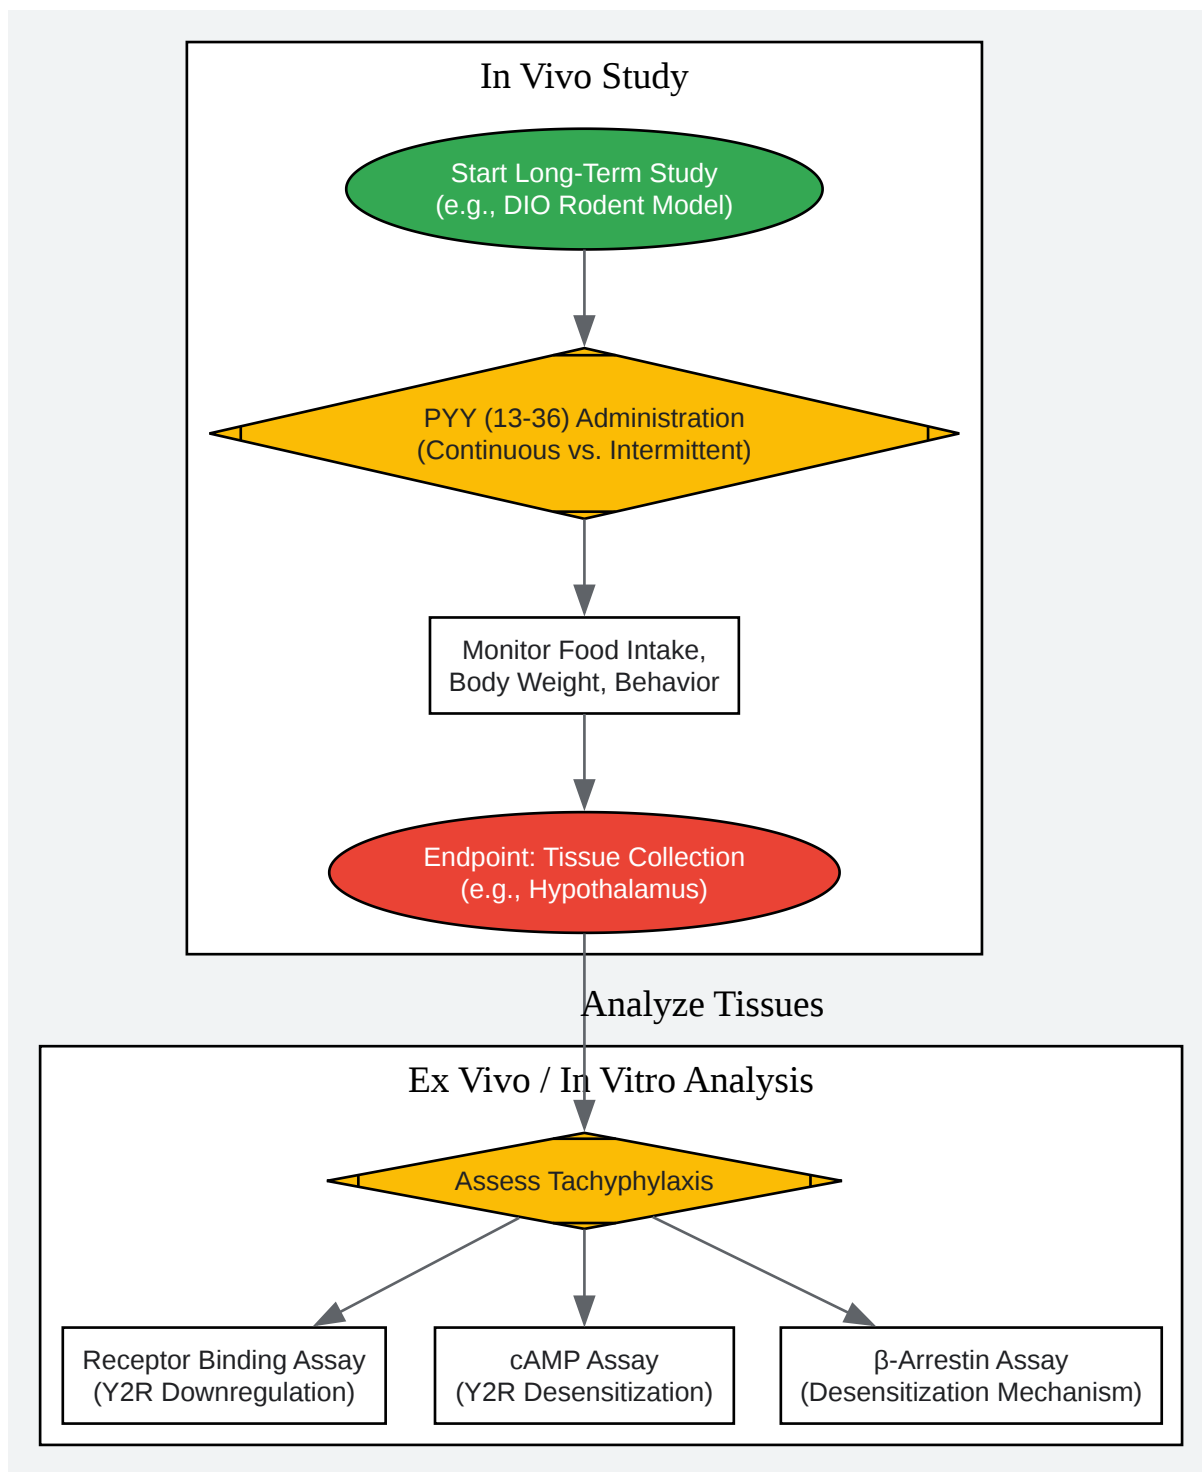 In Vivo Study
Start Long-Term Study
(e.g., DIO Rodent Model)
PYY (13-36) Administration
(Continuous vs. Intermittent)
Monitor Food Intake,
Body Weight, Behavior
Endpoint: Tissue Collection
(e.g., Hypothalamus)
Analyze Tissues
Ex Vivo / In Vitro Analysis
Assess Tachyphylaxis
Receptor Binding Assay
(Y2R Downregulation)
cAMP Assay
(Y2R Desensitization)
β-Arrestin Assay
(Desensitization Mechanism)